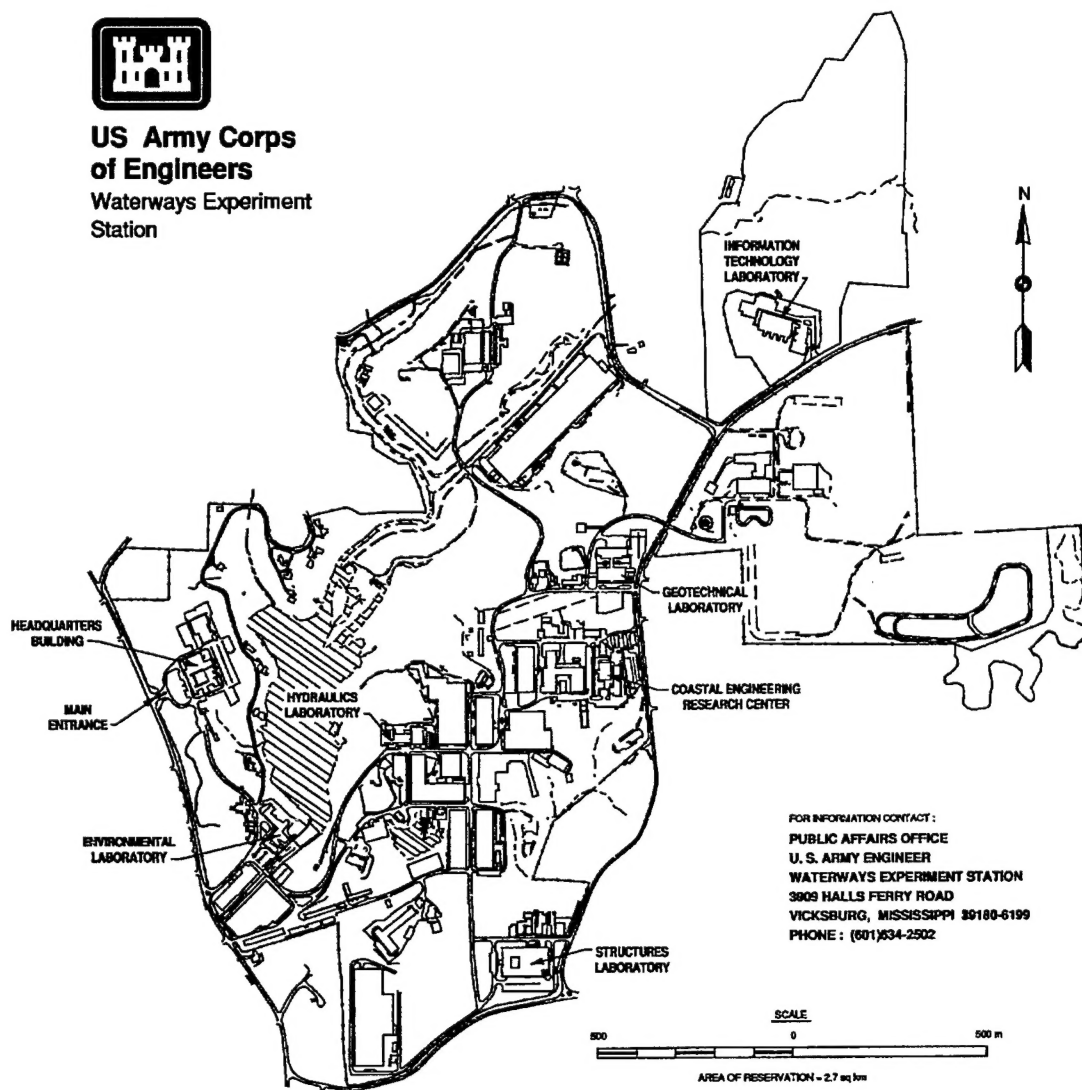 US Army Corps
of Engineers
Waterways Experiment
Station
N
INFORMATION
TECHNOLOGY
LABORATORY
GEOTECHNICAL
LABORATORY
HEADQUARTERS
BUILDING
MAIN
ENTRANCE
HYDRAULICS
LABORATORY
COASTAL ENGINEERING
RESEARCH CENTER
ENVIRONMENTAL
LABORATORY
STRUCTURES
LABORATORY
FOR INFORMATION CONTACT :
PUBLIC AFFAIRS OFFICE
U. S. ARMY ENGINEER
WATERWAYS EXPERIMENT STATION
3909 HALLS FERRY ROAD
VICKSBURG, MISSISSIPPI 39180-6199
PHONE : (601)634-2502
SCALE
500 0 500 m
AREA OF RESERVATION = 2.7 sq km